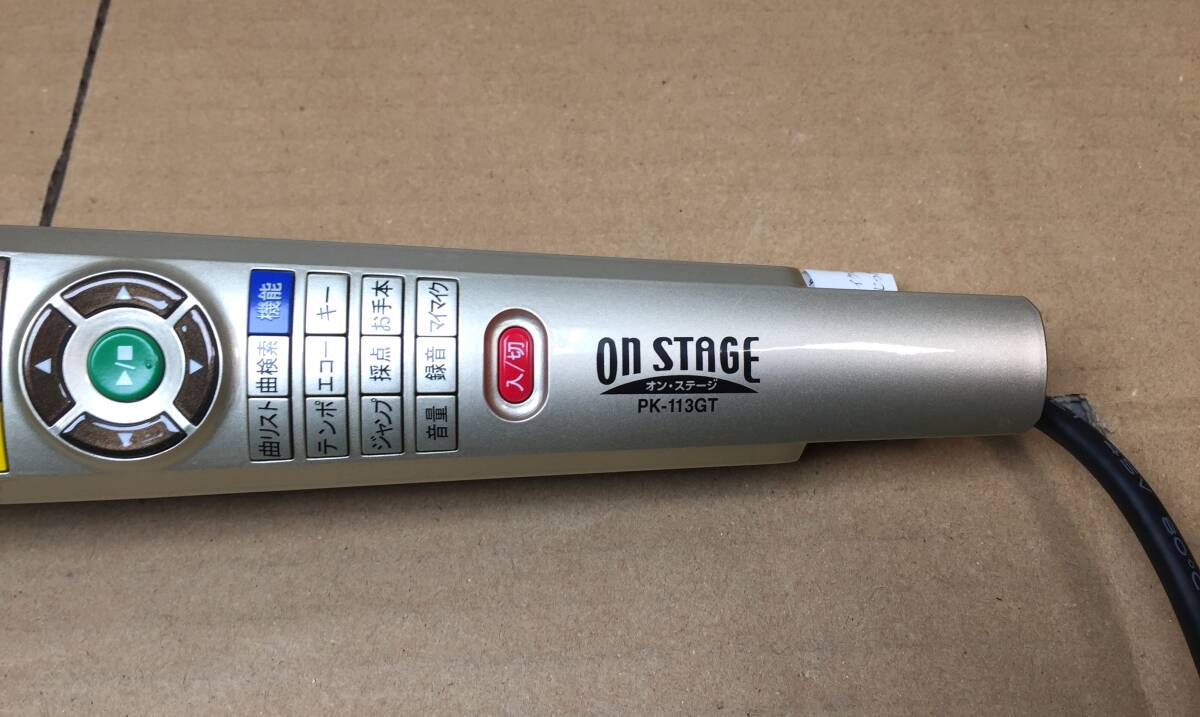 機能
曲検索
曲リスト
キー
エコー
テンポ
お手本
採点
ジャンプ
マイマイク
録音
音量
入/切
ON STAGE
オン・ステージ
PK-113GT